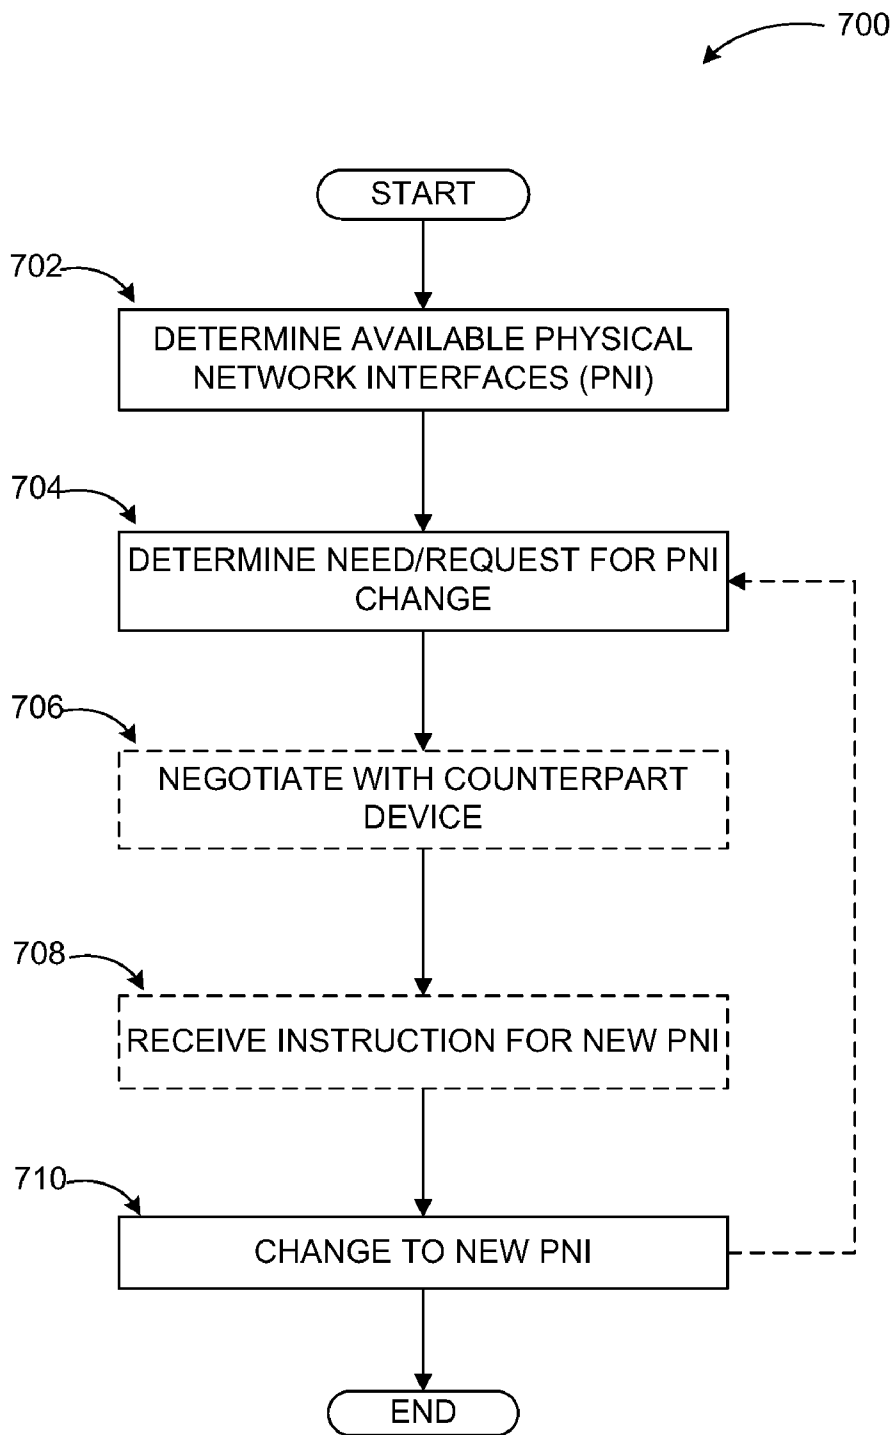 700
START
702
DETERMINE AVAILABLE PHYSICAL
NETWORK INTERFACES (PNI)
704
DETERMINE NEED/REQUEST FOR PNI
CHANGE
706
NEGOTIATE WITH COUNTERPART
DEVICE
708
RECEIVE INSTRUCTION FOR NEW PNI
710
CHANGE TO NEW PNI
END